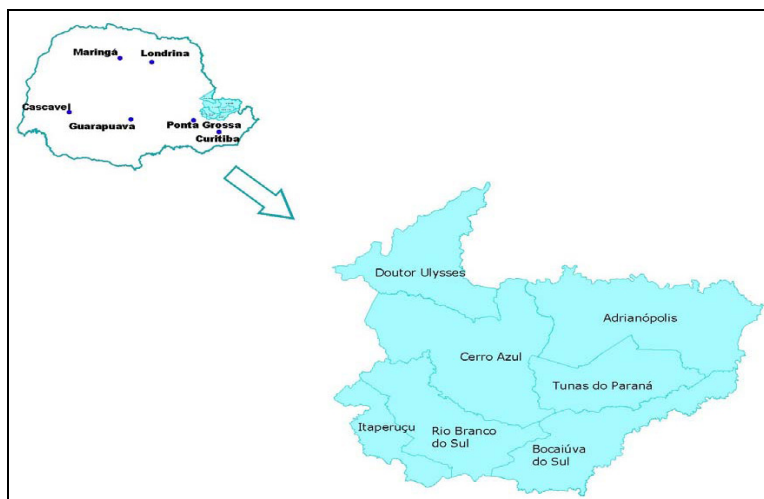 Maringá
Londrina
Cascavel
Guarapuava
Ponta Grossa
Curitiba
Doutor Ulysses
Adrianópolis
Cerro Azul
Tunas do Paraná
Itaperuçu
Rio Branco
do Sul
Bocaiúva
do Sul